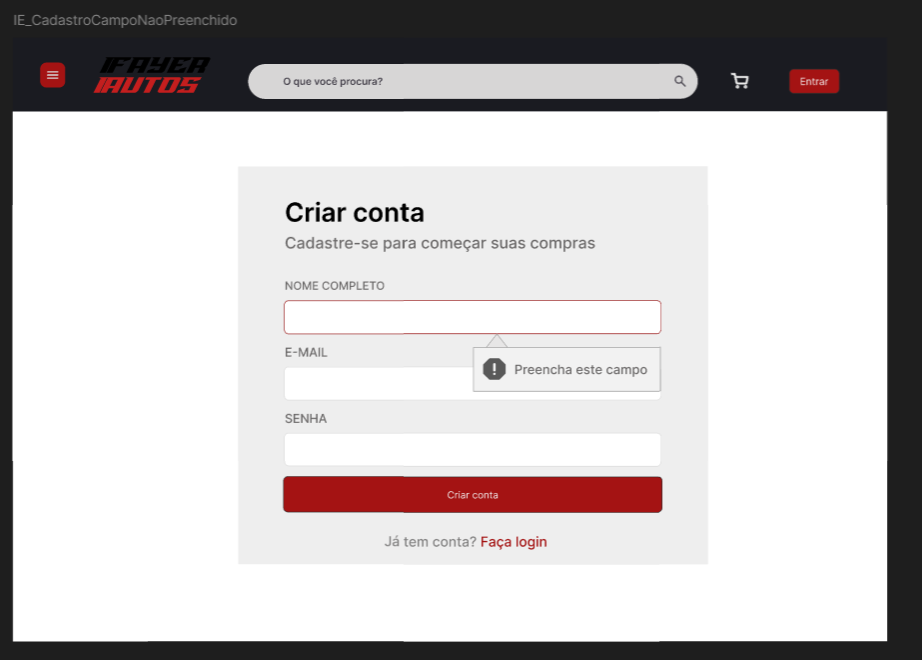 IE_CadastroCampoNaoPreenchido
FAYER
AUTOS
O que você procura?
Entrar
Criar conta
Cadastre-se para começar suas compras
NOME COMPLETO
E-MAIL
Preencha este campo
SENHA
Criar conta
Já tem conta? Faça login